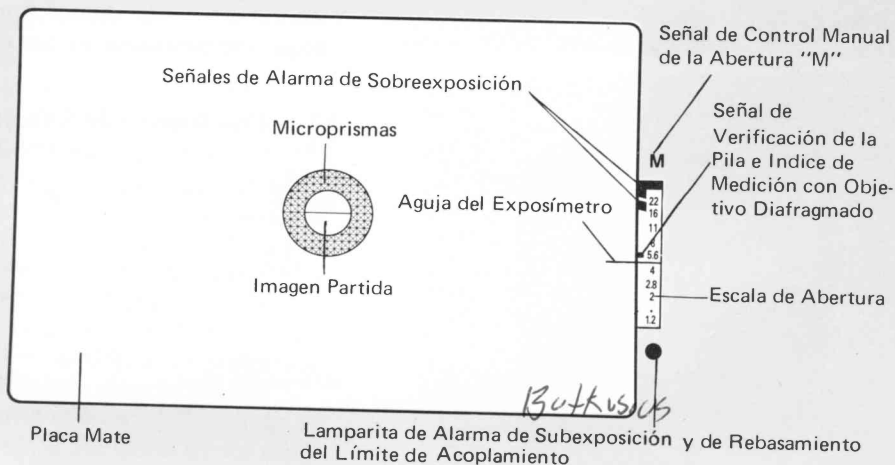 Señal de Control Manual
de la Abertura "M"
Señales de Alarma de Sobreexposición
Señal de
Verificación de la
Pila e Indice de
Medición con Obje-
tivo Diafragmado
Microprismas
M
Aguja del Exposímetro
22
16
11
8
5.6
4
2.8
2
.
1.2
Imagen Partida
Escala de Abertura
Placa Mate
Lamparita de Alarma de Subexposición y de Rebasamiento
del Límite de Acoplamiento